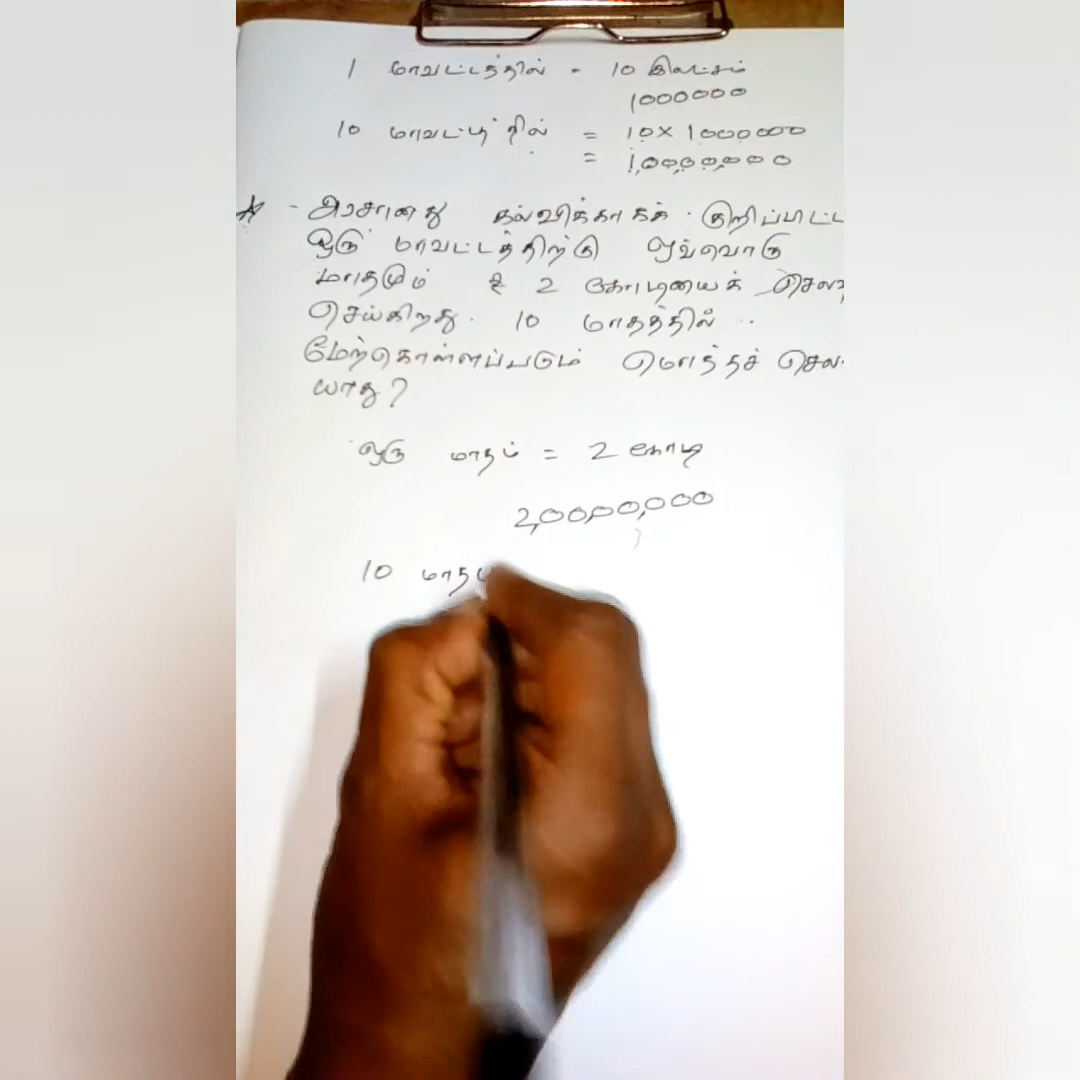 1 மாவட்டத்தில் = 10 இலட்சம்
1000000
10 மாவட்டத்தில் = 10 X 1000000
= 1,00,00,000
- அரசானது கல்விக்காகக் குறிப்பிட்ட
ஒரு மாவட்டத்திற்கு ஒவ்வொரு
மாதமும் ₹ 2 கோடியைக் செல
செய்கிறது. 10 மாதத்தில்
மேற்கொள்ளப்படும் மொத்தச் செல
யாது?
ஒரு மாதம் = 2 கோடி
2,00,00,000
10 மாத